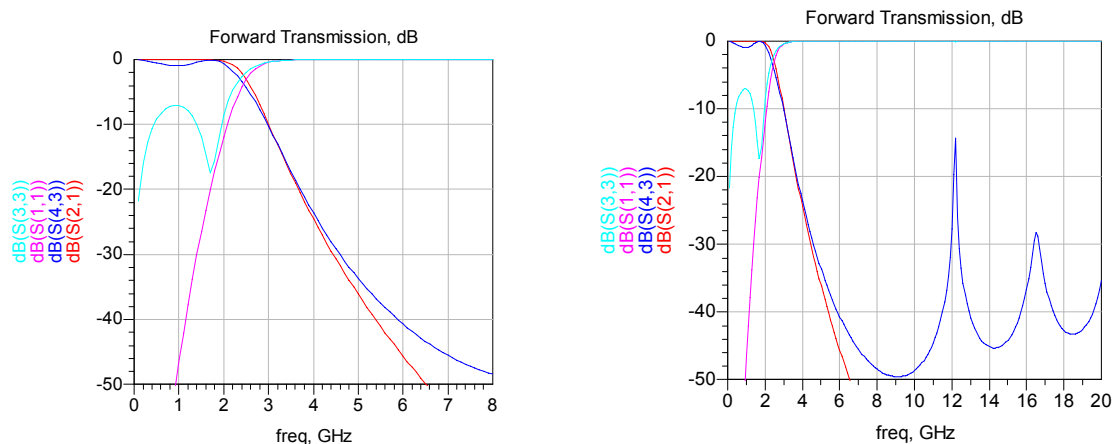 Forward Transmission, dB
0
-10
-20
-30
-40
-50
dB(S(3,3))
dB(S(1,1))
dB(S(4,3))
dB(S(2,1))
0 1 2 3 4 5 6 7 8
freq, GHz
Forward Transmission, dB
0
-10
-20
-30
-40
-50
dB(S(3,3))
dB(S(1,1))
dB(S(4,3))
dB(S(2,1))
0 2 4 6 8 10 12 14 16 18 20
freq, GHz